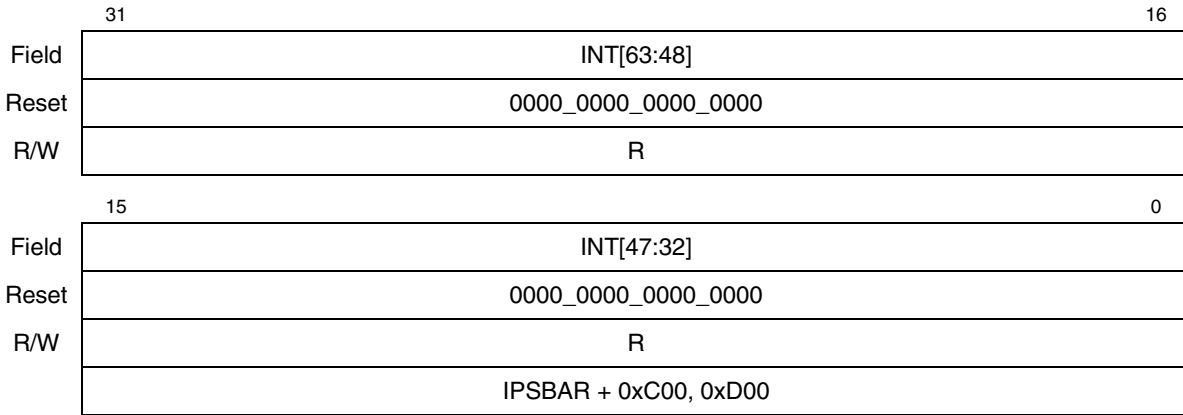 31 16
Field INT[63:48]
Reset 0000_0000_0000_0000
R/W R
15 0
Field INT[47:32]
Reset 0000_0000_0000_0000
R/W R
IPSBAR + 0xC00, 0xD00